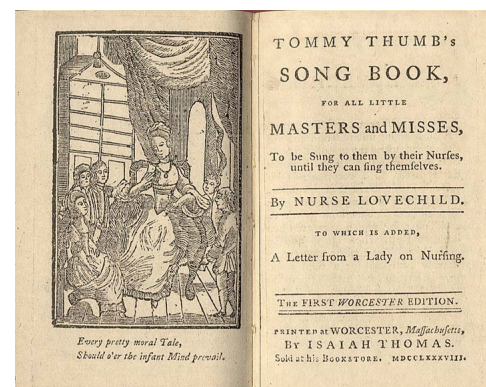 Every pretty moral Tale,
Should o'er the infant Mind prevail.
TOMMY THUMB's
SONG BOOK,
FOR ALL LITTLE
MASTERS and MISSES,
To be Sung to them by their Nurſes,
until they can ſing themſelves.
By NURSE LOVECHILD.
TO WHICH IS ADDED,
A Letter from a Lady on Nurſing.
THE FIRST WORCESTER EDITION.
PRINTED at WORCESTER, Maſſachuſetts,
By ISAIAH THOMAS.
Sold at his BOOKSTORE. MDCCLXXXVIII.